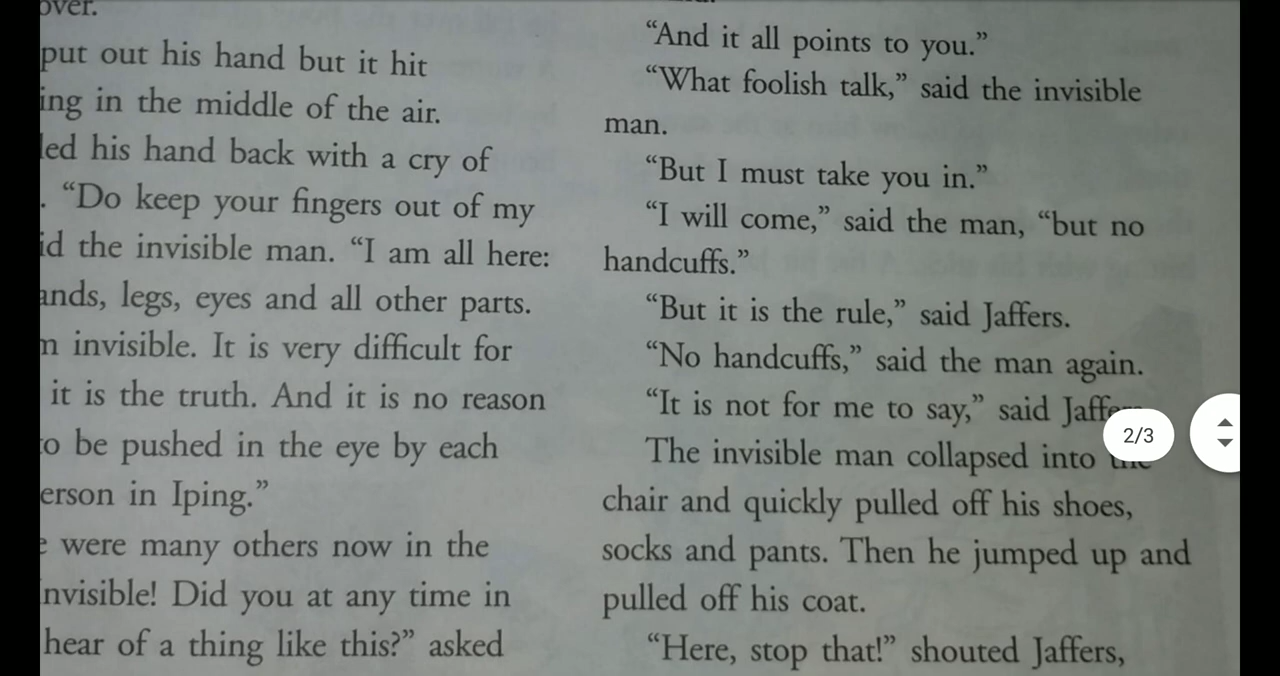 over.
put out his hand but it hit
ing in the middle of the air.
led his hand back with a cry of
. “Do keep your fingers out of my
id the invisible man. “I am all here:
ands, legs, eyes and all other parts.
n invisible. It is very difficult for
it is the truth. And it is no reason
to be pushed in the eye by each
erson in Iping.”
e were many others now in the
nvisible! Did you at any time in
hear of a thing like this?” asked
“And it all points to you.”
“What foolish talk,” said the invisible
man.
“But I must take you in.”
“I will come,” said the man, “but no
handcuffs.”
“But it is the rule,” said Jaffers.
“No handcuffs,” said the man again.
“It is not for me to say,” said Jaffers
The invisible man collapsed into the
chair and quickly pulled off his shoes,
socks and pants. Then he jumped up and
pulled off his coat.
“Here, stop that!” shouted Jaffers,
2/3